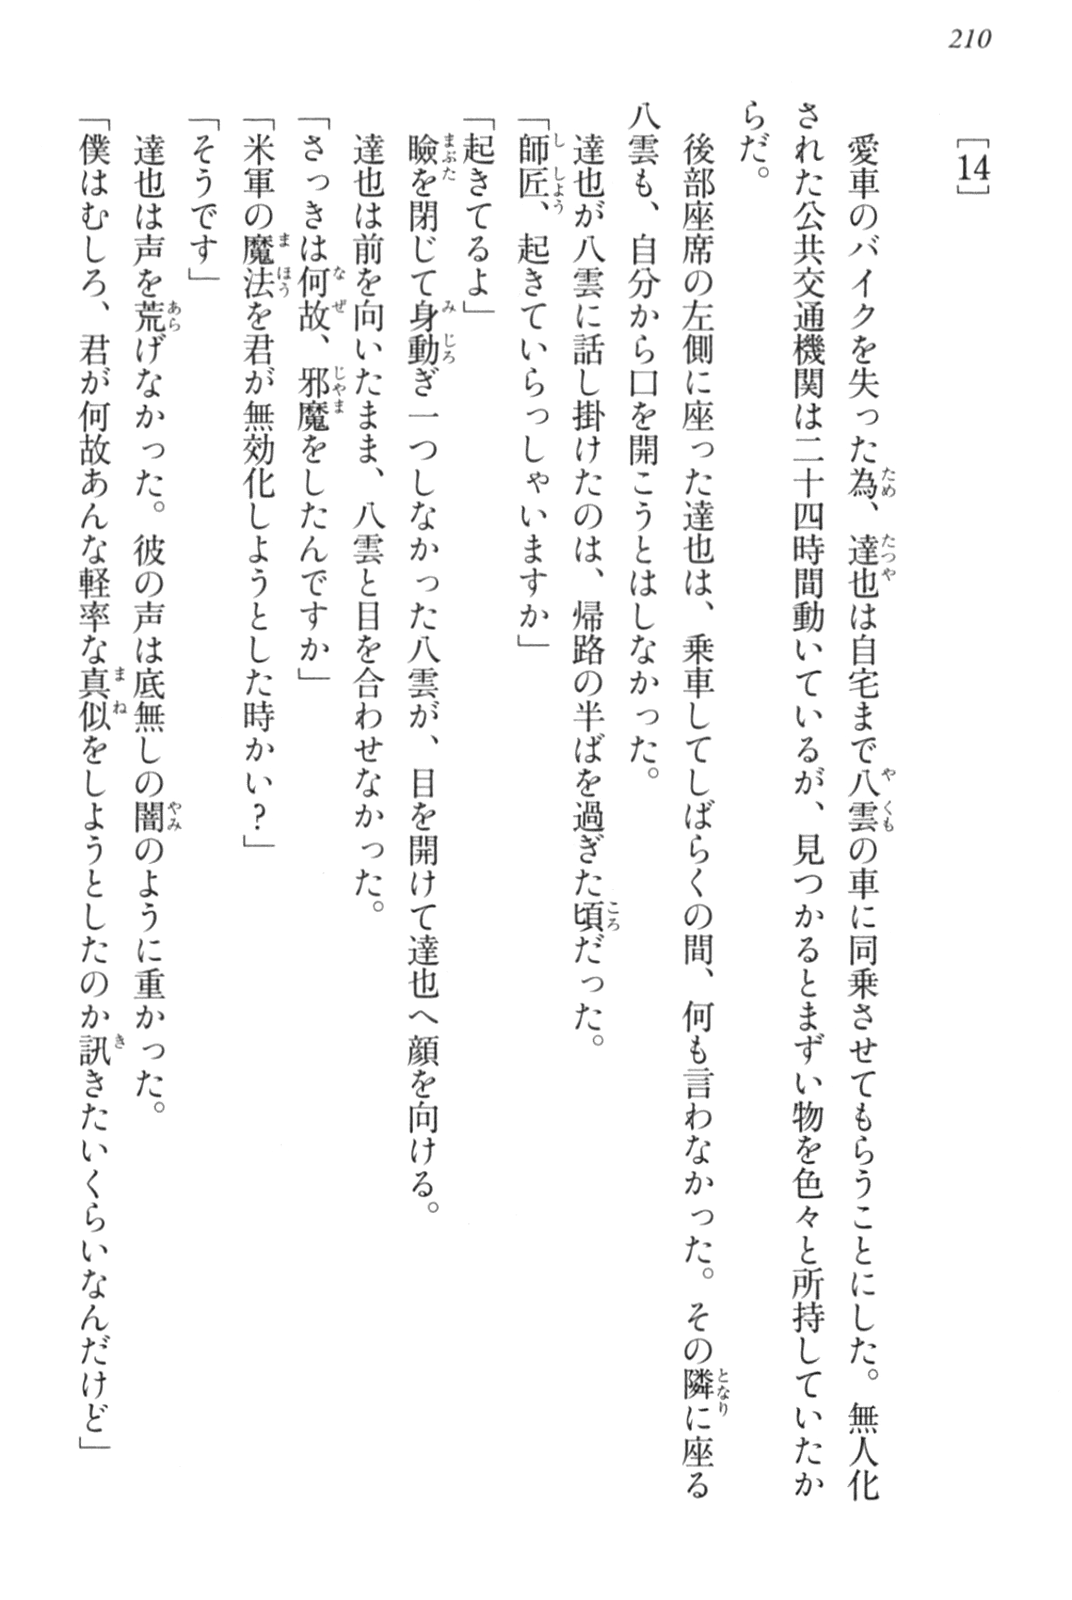 210
[14]
愛車のバイクを失った為、達也は自宅まで八雲の車に同乗させてもらうことにした。無人化
された公共交通機関は二十四時間動いているが、見つかるとまずい物を色々と所持していたか
らだ。
後部座席の左側に座った達也は、乗車してしばらくの間、何も言わなかった。その隣に座る
八雲も、自分から口を開こうとはしなかった。
達也が八雲に話し掛けたのは、帰路の半ばを過ぎた頃だった。
「師匠、起きていらっしゃいますか」
「起きてるよ」
瞼を閉じて身動ぎ一つしなかった八雲が、目を開けて達也へ顔を向ける。
達也は前を向いたまま、八雲と目を合わせなかった。
「さっきは何故、邪魔をしたんですか」
「米軍の魔法を君が無効化しようとした時かい?」
「そうです」
達也は声を荒げなかった。彼の声は底無しの闇のように重かった。
「僕はむしろ、君が何故あんな軽率な真似をしようとしたのか訊きたいくらいなんだけど」